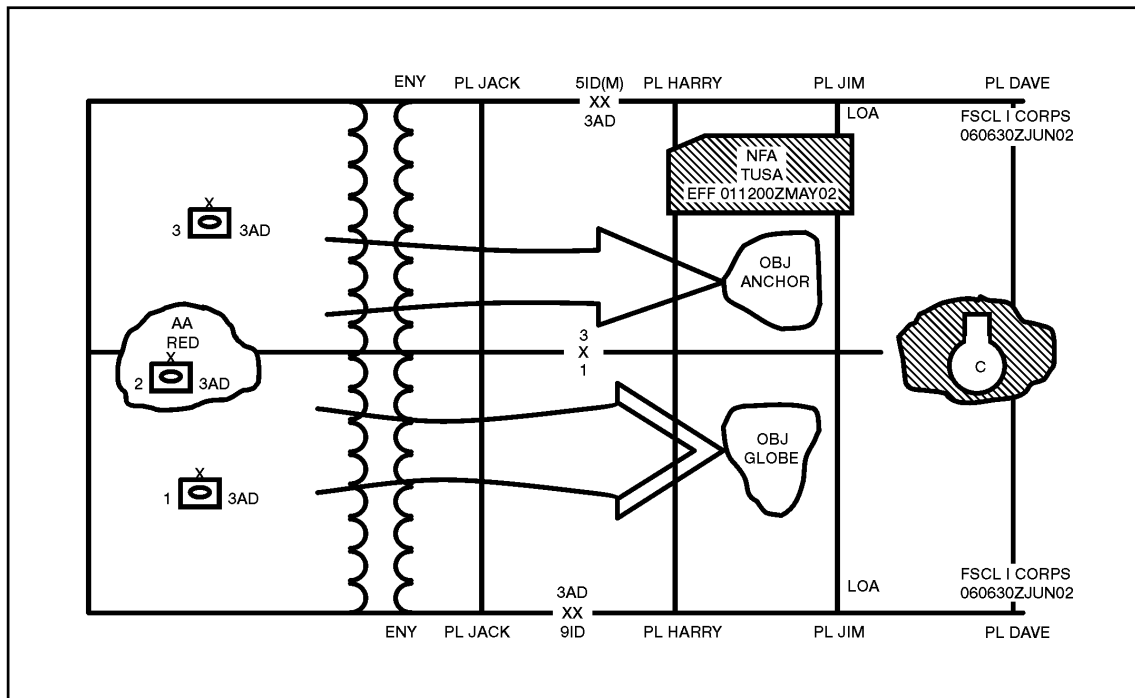 ENY
PL JACK
5ID(M)
XX
3AD
PL HARRY
PL JIM
PL DAVE
LOA
FSCL I CORPS
060630ZJUN02
NFA
TUSA
EFF 011200ZMAY02
X
3 3AD
OBJ
ANCHOR
AA
RED
X
2 3AD
3
X
1
C
OBJ
GLOBE
X
1 3AD
LOA
FSCL I CORPS
060630ZJUN02
3AD
XX
9ID
ENY
PL JACK
PL HARRY
PL JIM
PL DAVE